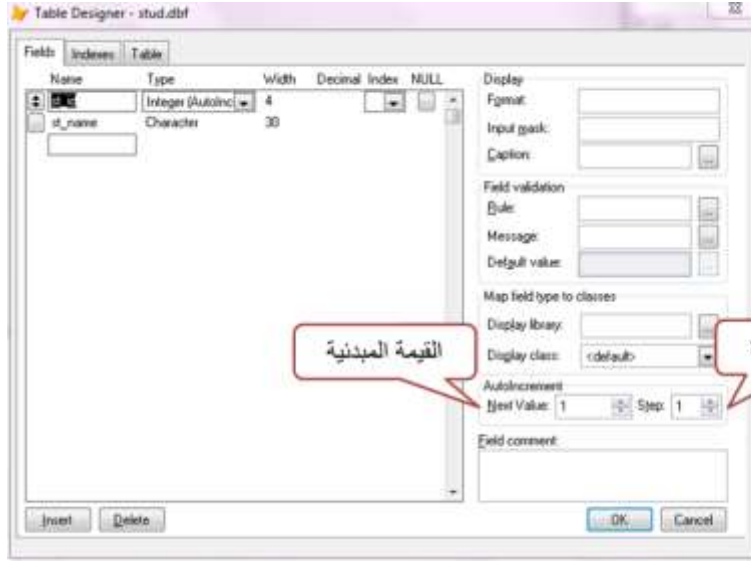 Table Designer - stud.dbf
Fields Indexes Table
Name Type Width Decimal Index NULL
Integer (AutoInc 4
st_name Character 30
Display
Format:
Input mask:
Caption:
Field validation
Rule:
Message:
Default value:
Map field type to classes
Display library:
Display class: <default>
القيمة المبدئية
AutoIncrement
Next Value: 1 Step: 1
Field comment:
Insert Delete OK Cancel